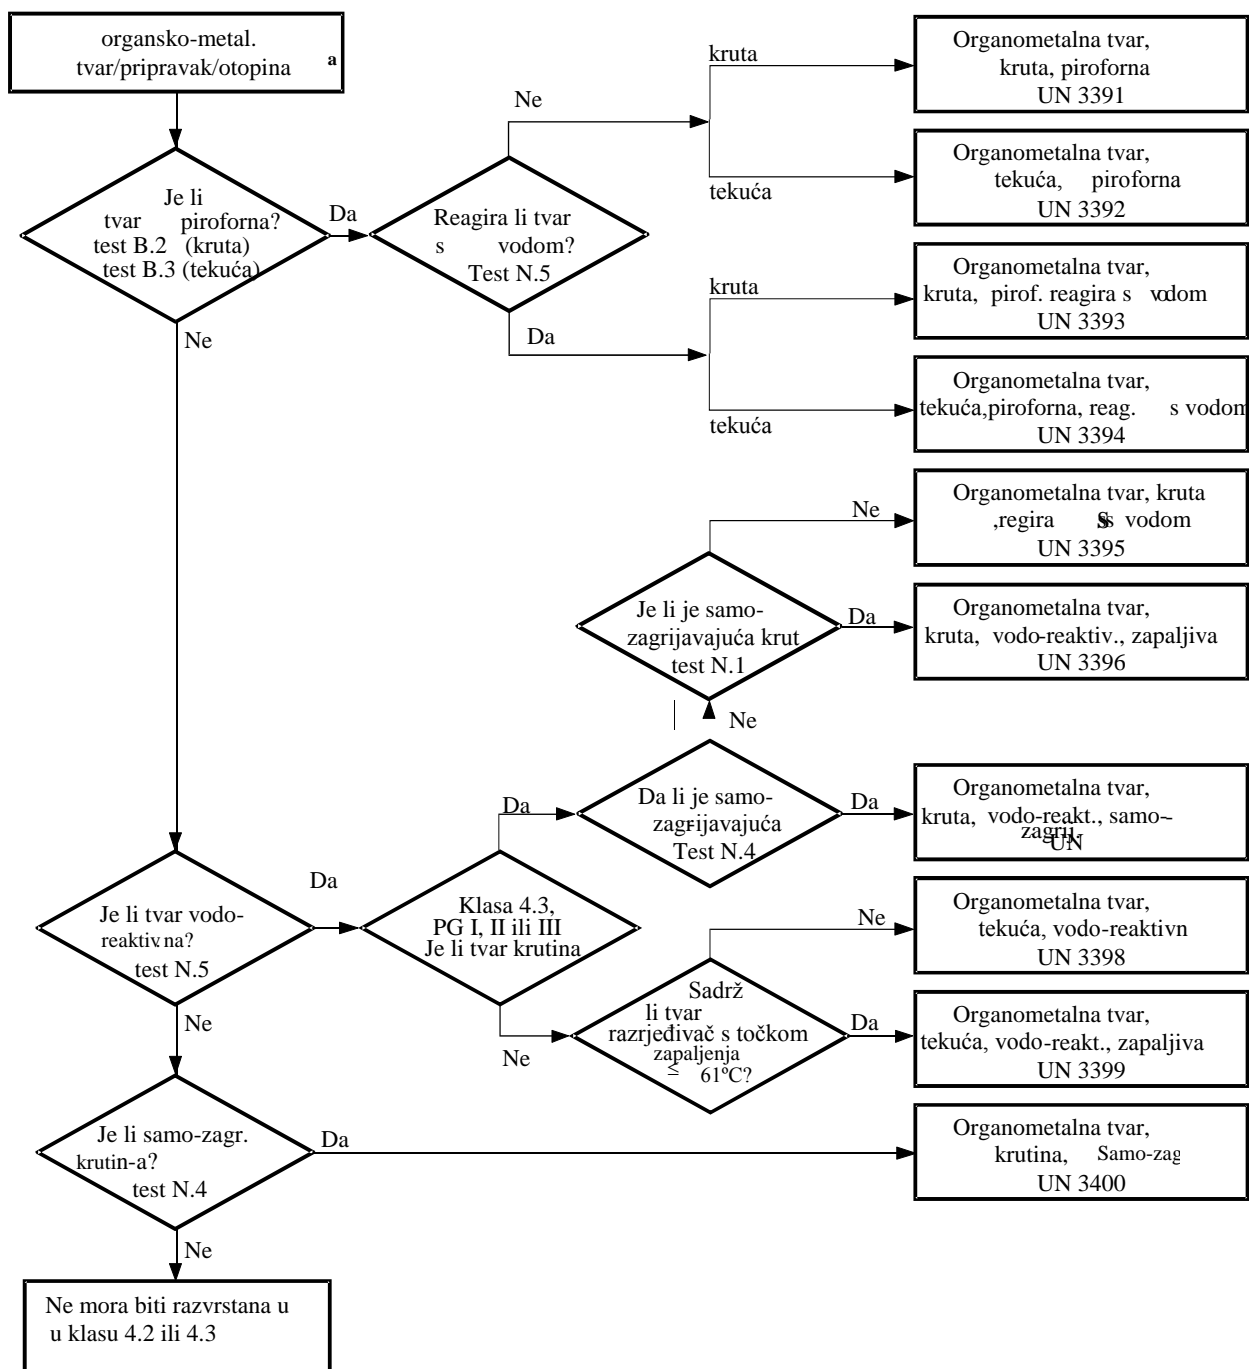 organsko-metal.
tvar/pripravak/otopina a
Je li
tvar piroforna?
test B.2 (kruta)
test B.3 (tekuća)
Da
Ne
Reagira li tvar
s vodom?
Test N.5
Ne
Da
kruta
tekuća
kruta
tekuća
Organometalna tvar,
kruta, piroforna
UN 3391
Organometalna tvar,
tekuća, piroforna
UN 3392
Organometalna tvar,
kruta, pirof. reagira s vodom
UN 3393
Organometalna tvar,
tekuća,piroforna, reag. s vodom
UN 3394
Organometalna tvar, kruta
,regira s vodom
UN 3395
Ne
Je li je samo-
zagrijavajuća krut
test N.1
Da
Organometalna tvar,
kruta, vodo-reaktiv., zapaljiva
UN 3396
Ne
Da li je samo-
zagrijavajuća
Test N.4
Da
Da
Organometalna tvar,
kruta, vodo-reakt., samo-
zagrij.
UN
Je li tvar vodo-
reaktiv.na?
test N.5
Da
Ne
Klasa 4.3,
PG I, II ili III
Je li tvar krutina
Ne
Sadrž
li tvar
razrjeđivač s točkom
zapaljenja
≤ 61ºC?
Ne
Da
Organometalna tvar,
tekuća, vodo-reaktivn
UN 3398
Organometalna tvar,
tekuća, vodo-reakt., zapaljiva
UN 3399
Je li samo-zagr.
krutin-a?
test N.4
Da
Ne
Organometalna tvar,
krutina, Samo-zag
UN 3400
Ne mora biti razvrstana u
u klasu 4.2 ili 4.3